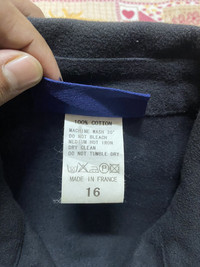 100% COTTON
MACHINE WASH 30°
DO NOT BLEACH
MEDIUM HOT IRON
DRY CLEAN
DO NOT TUMBLE DRY
MADE IN FRANCE
16